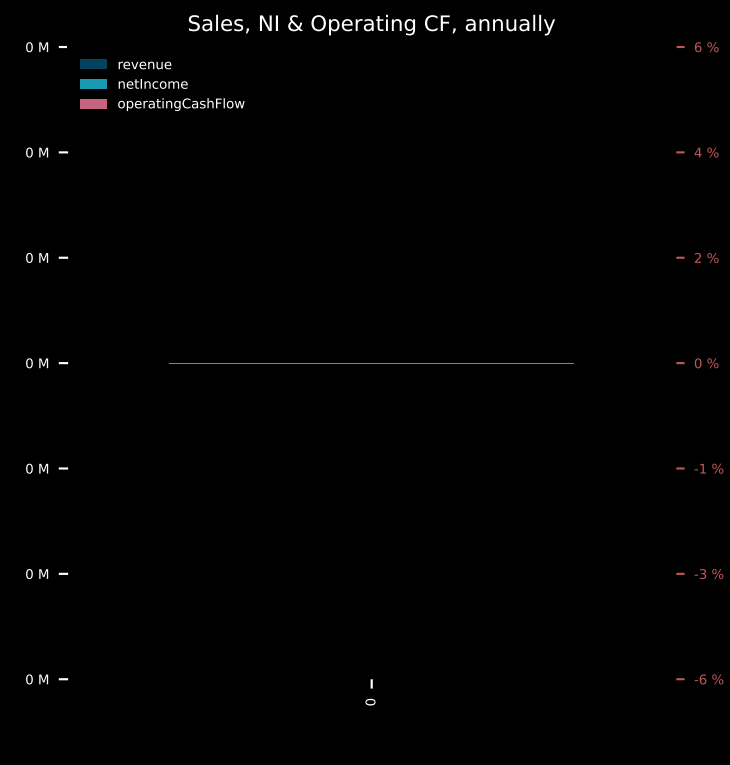 Sales, NI & Operating CF, annually
0 M
6 %
revenue
netIncome
operatingCashFlow
0 M
4 %
0 M
2 %
0 M
0 %
0 M
-1 %
0 M
-3 %
0 M
-6 %
0